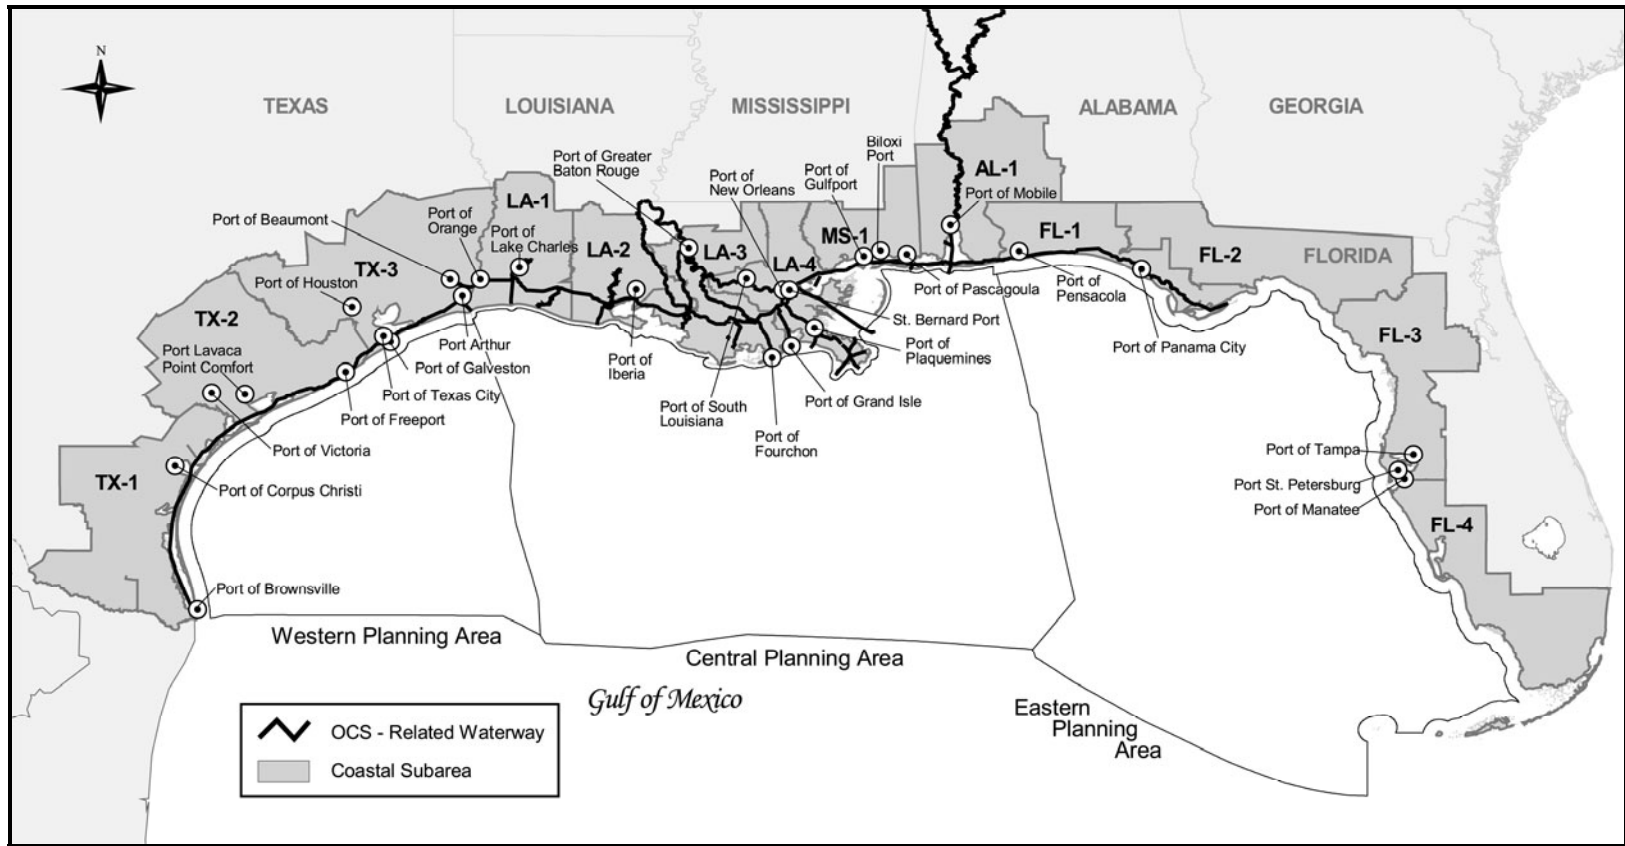 N
TEXAS
LOUISIANA
MISSISSIPPI
ALABAMA
GEORGIA
Biloxi
Port
Port of Greater
Baton Rouge
Port of
New Orleans
Port of
Gulfport
AL-1
Port of Mobile
LA-1
Port of Beaumont
Port of
Orange
Port of
Lake Charles
LA-2
LA-3
LA-4
MS-1
FL-1
FL-2
FLORIDA
TX-3
Port of Houston
Port of Pascagoula
Port of
Pensacola
TX-2
St. Bernard Port
FL-3
Port Lavaca
Point Comfort
Port Arthur
Port of Galveston
Port of
Iberia
Port of
Plaquemines
Port of Panama City
Port of Texas City
Port of Freeport
Port of South
Louisiana
Port of Grand Isle
Port of
Fourchon
Port of Victoria
Port of Tampa
TX-1
Port of Corpus Christi
Port St. Petersburg
Port of Manatee
FL-4
Port of Brownsville
Western Planning Area
Central Planning Area
Gulf of Mexico
Eastern
Planning
Area
OCS - Related Waterway
Coastal Subarea